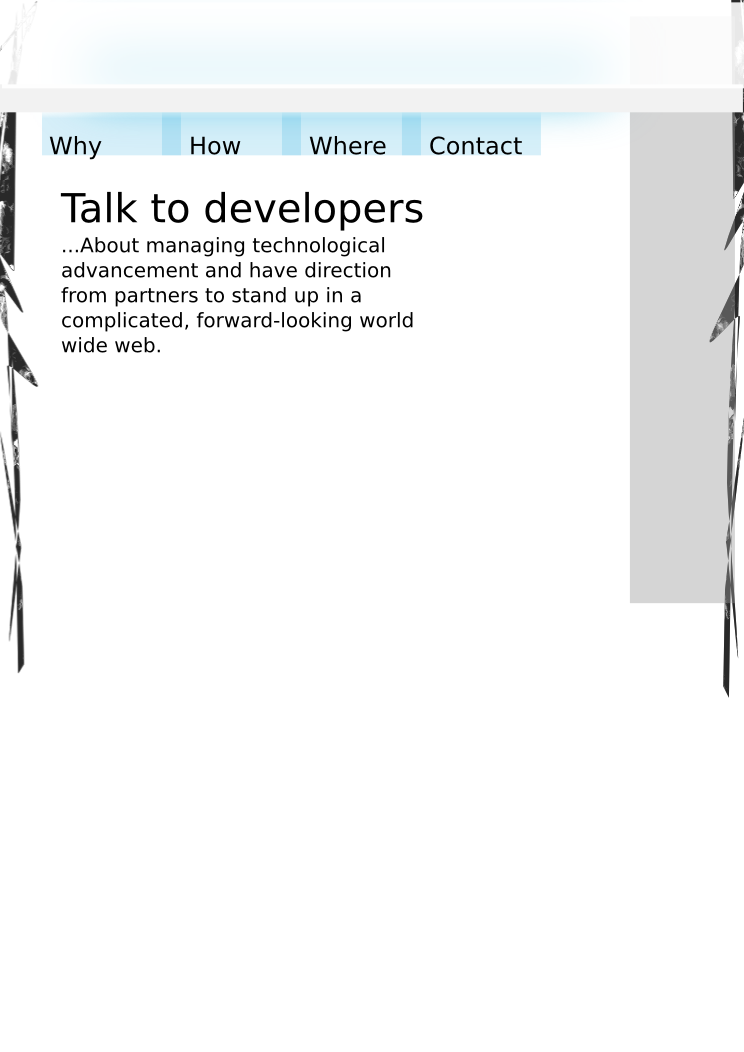 Why How Where Contact
Talk to developers
...About managing technological
advancement and have direction
from partners to stand up in a
complicated, forward-looking world
wide web.